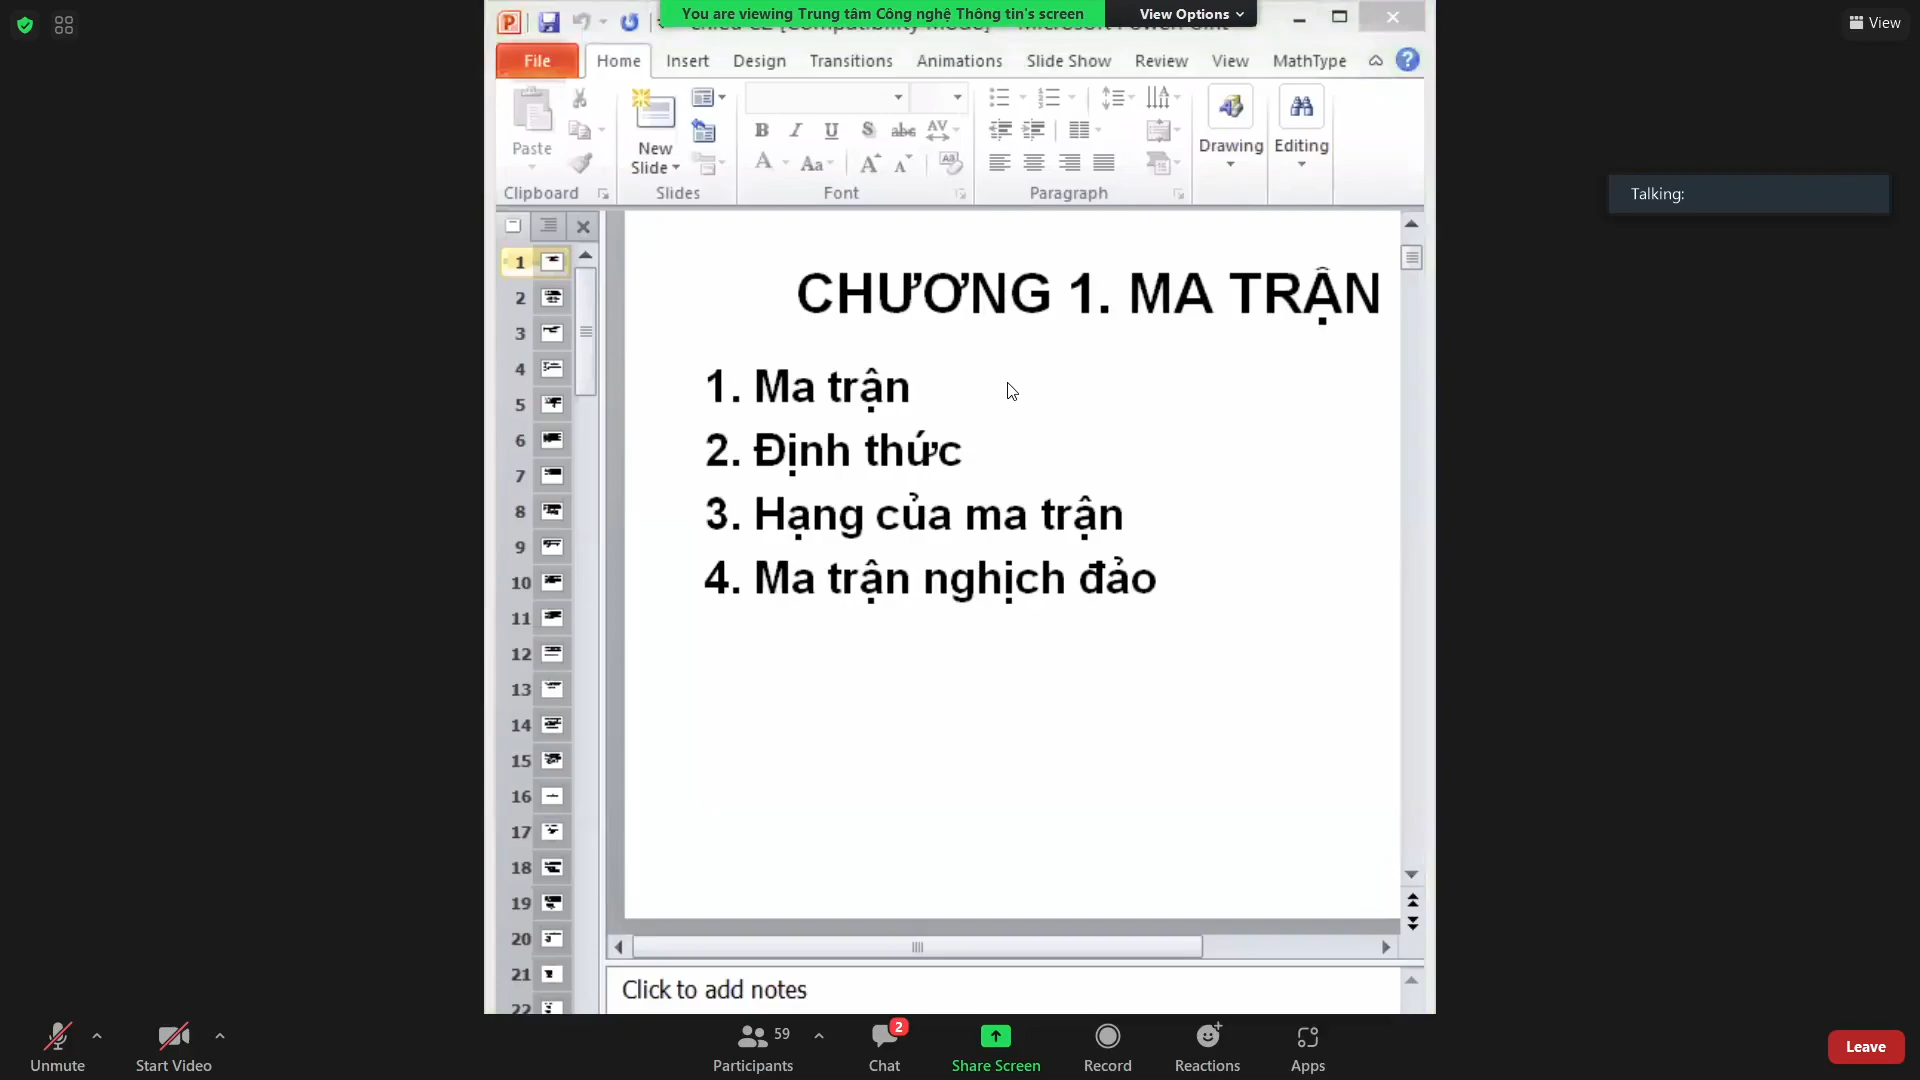 You are viewing Trung tâm Công nghệ Thông tin's screen
View Options
View
File
Home
Insert
Design
Transitions
Animations
Slide Show
Review
View
MathType
Paste
New
Slide
Drawing
Editing
Clipboard
Slides
Font
Paragraph
Talking:
1
2
3
4
5
6
7
8
9
10
11
12
13
14
15
16
17
18
19
20
21
22
CHƯƠNG 1. MA TRẬN
1. Ma trận
2. Định thức
3. Hạng của ma trận
4. Ma trận nghịch đảo
Click to add notes
Unmute
Start Video
59
Participants
2
Chat
Share Screen
Record
Reactions
Apps
Leave